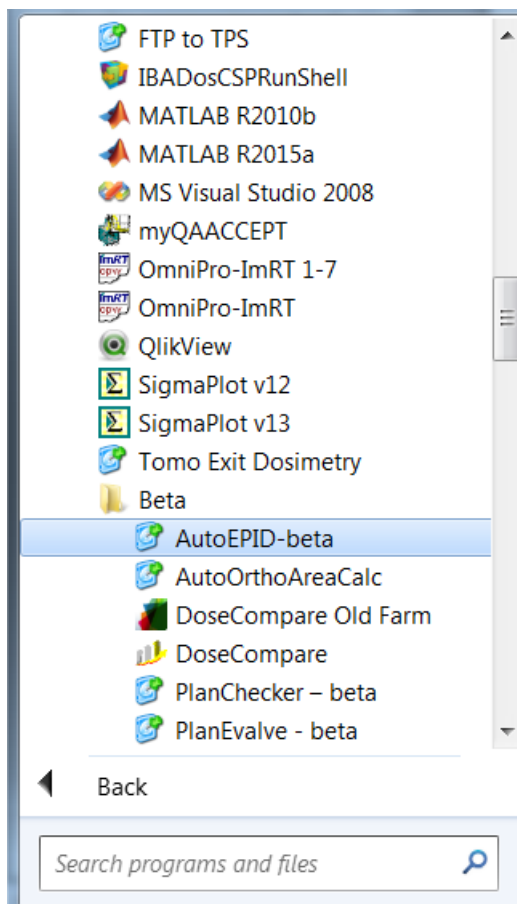 FTP to TPS
IBADosCSPRunShell
MATLAB R2010b
MATLAB R2015a
MS Visual Studio 2008
myQAACCEPT
OmniPro-ImRT 1-7
OmniPro-ImRT
QlikView
SigmaPlot v12
SigmaPlot v13
Tomo Exit Dosimetry
Beta
AutoEPID-beta
AutoOrthoAreaCalc
DoseCompare Old Farm
DoseCompare
PlanChecker – beta
PlanEvalve - beta
Back
Search programs and files